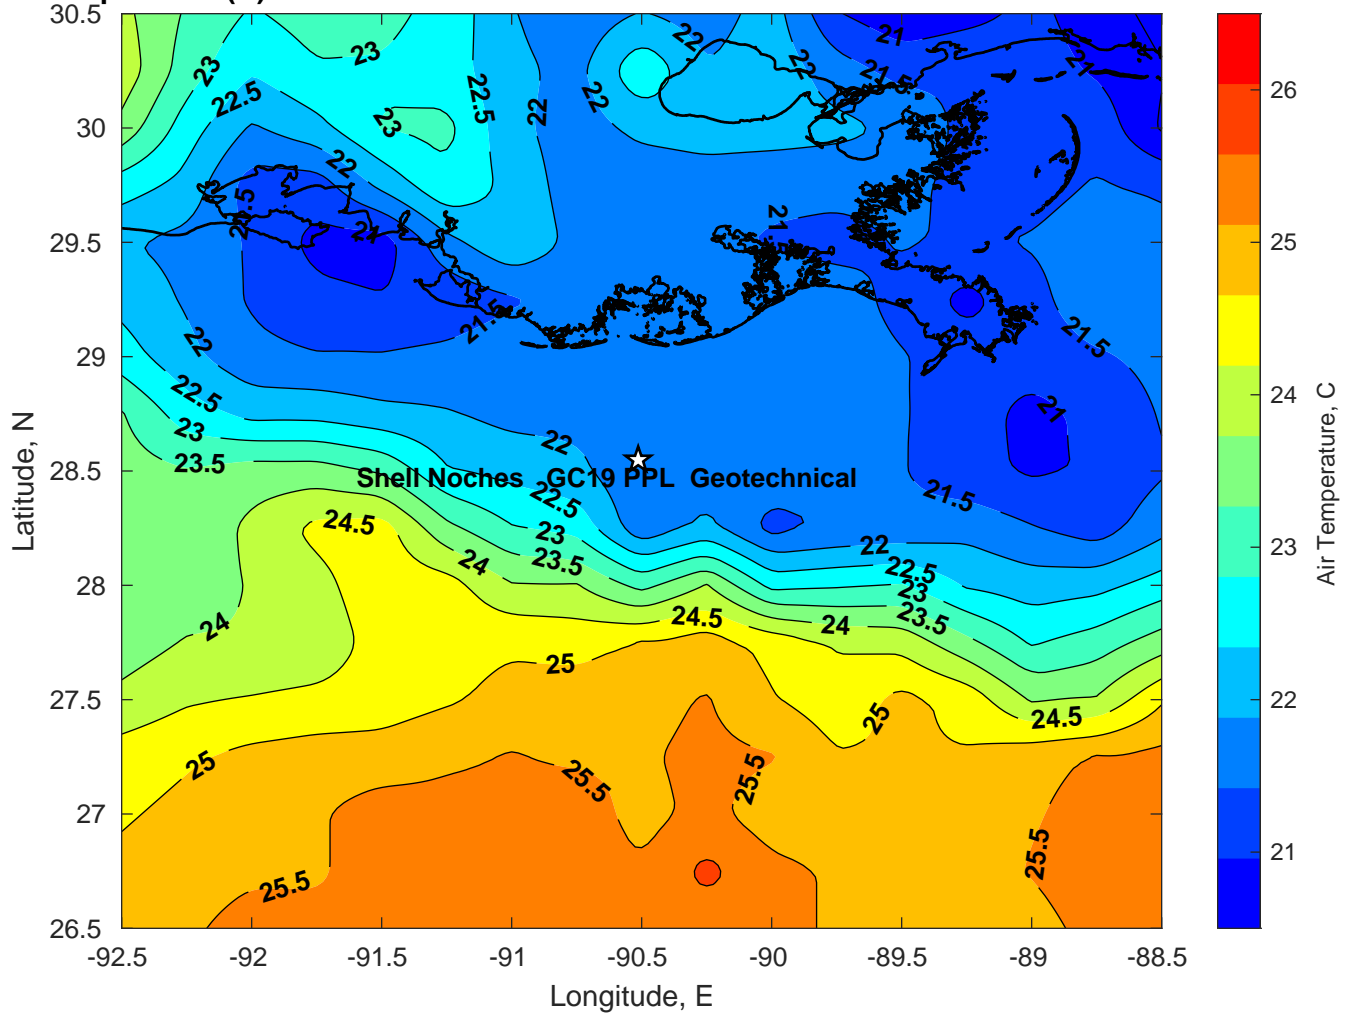 30.5
30
29.5
29
28.5
28
27.5
27
26.5
-92.5 -92 -91.5 -91 -90.5 -90 -89.5 -89 -88.5
Latitude, N
Longitude, E
23 23 22.5 23 22.5 22 22 22 22 21 21.5 21
22 21 21 21.5 21.5 21
22 22.5 23 23.5 22
Shell Noches GC19 PPL Geotechnical
22.5 23 23.5 21.5
24.5 24 22 22.5 23 23.5
24 24.5 24
25 25 24.5
25 25.5 25.5
25.5 25.5
26
25
24
23
22
21
Air Temperature, C